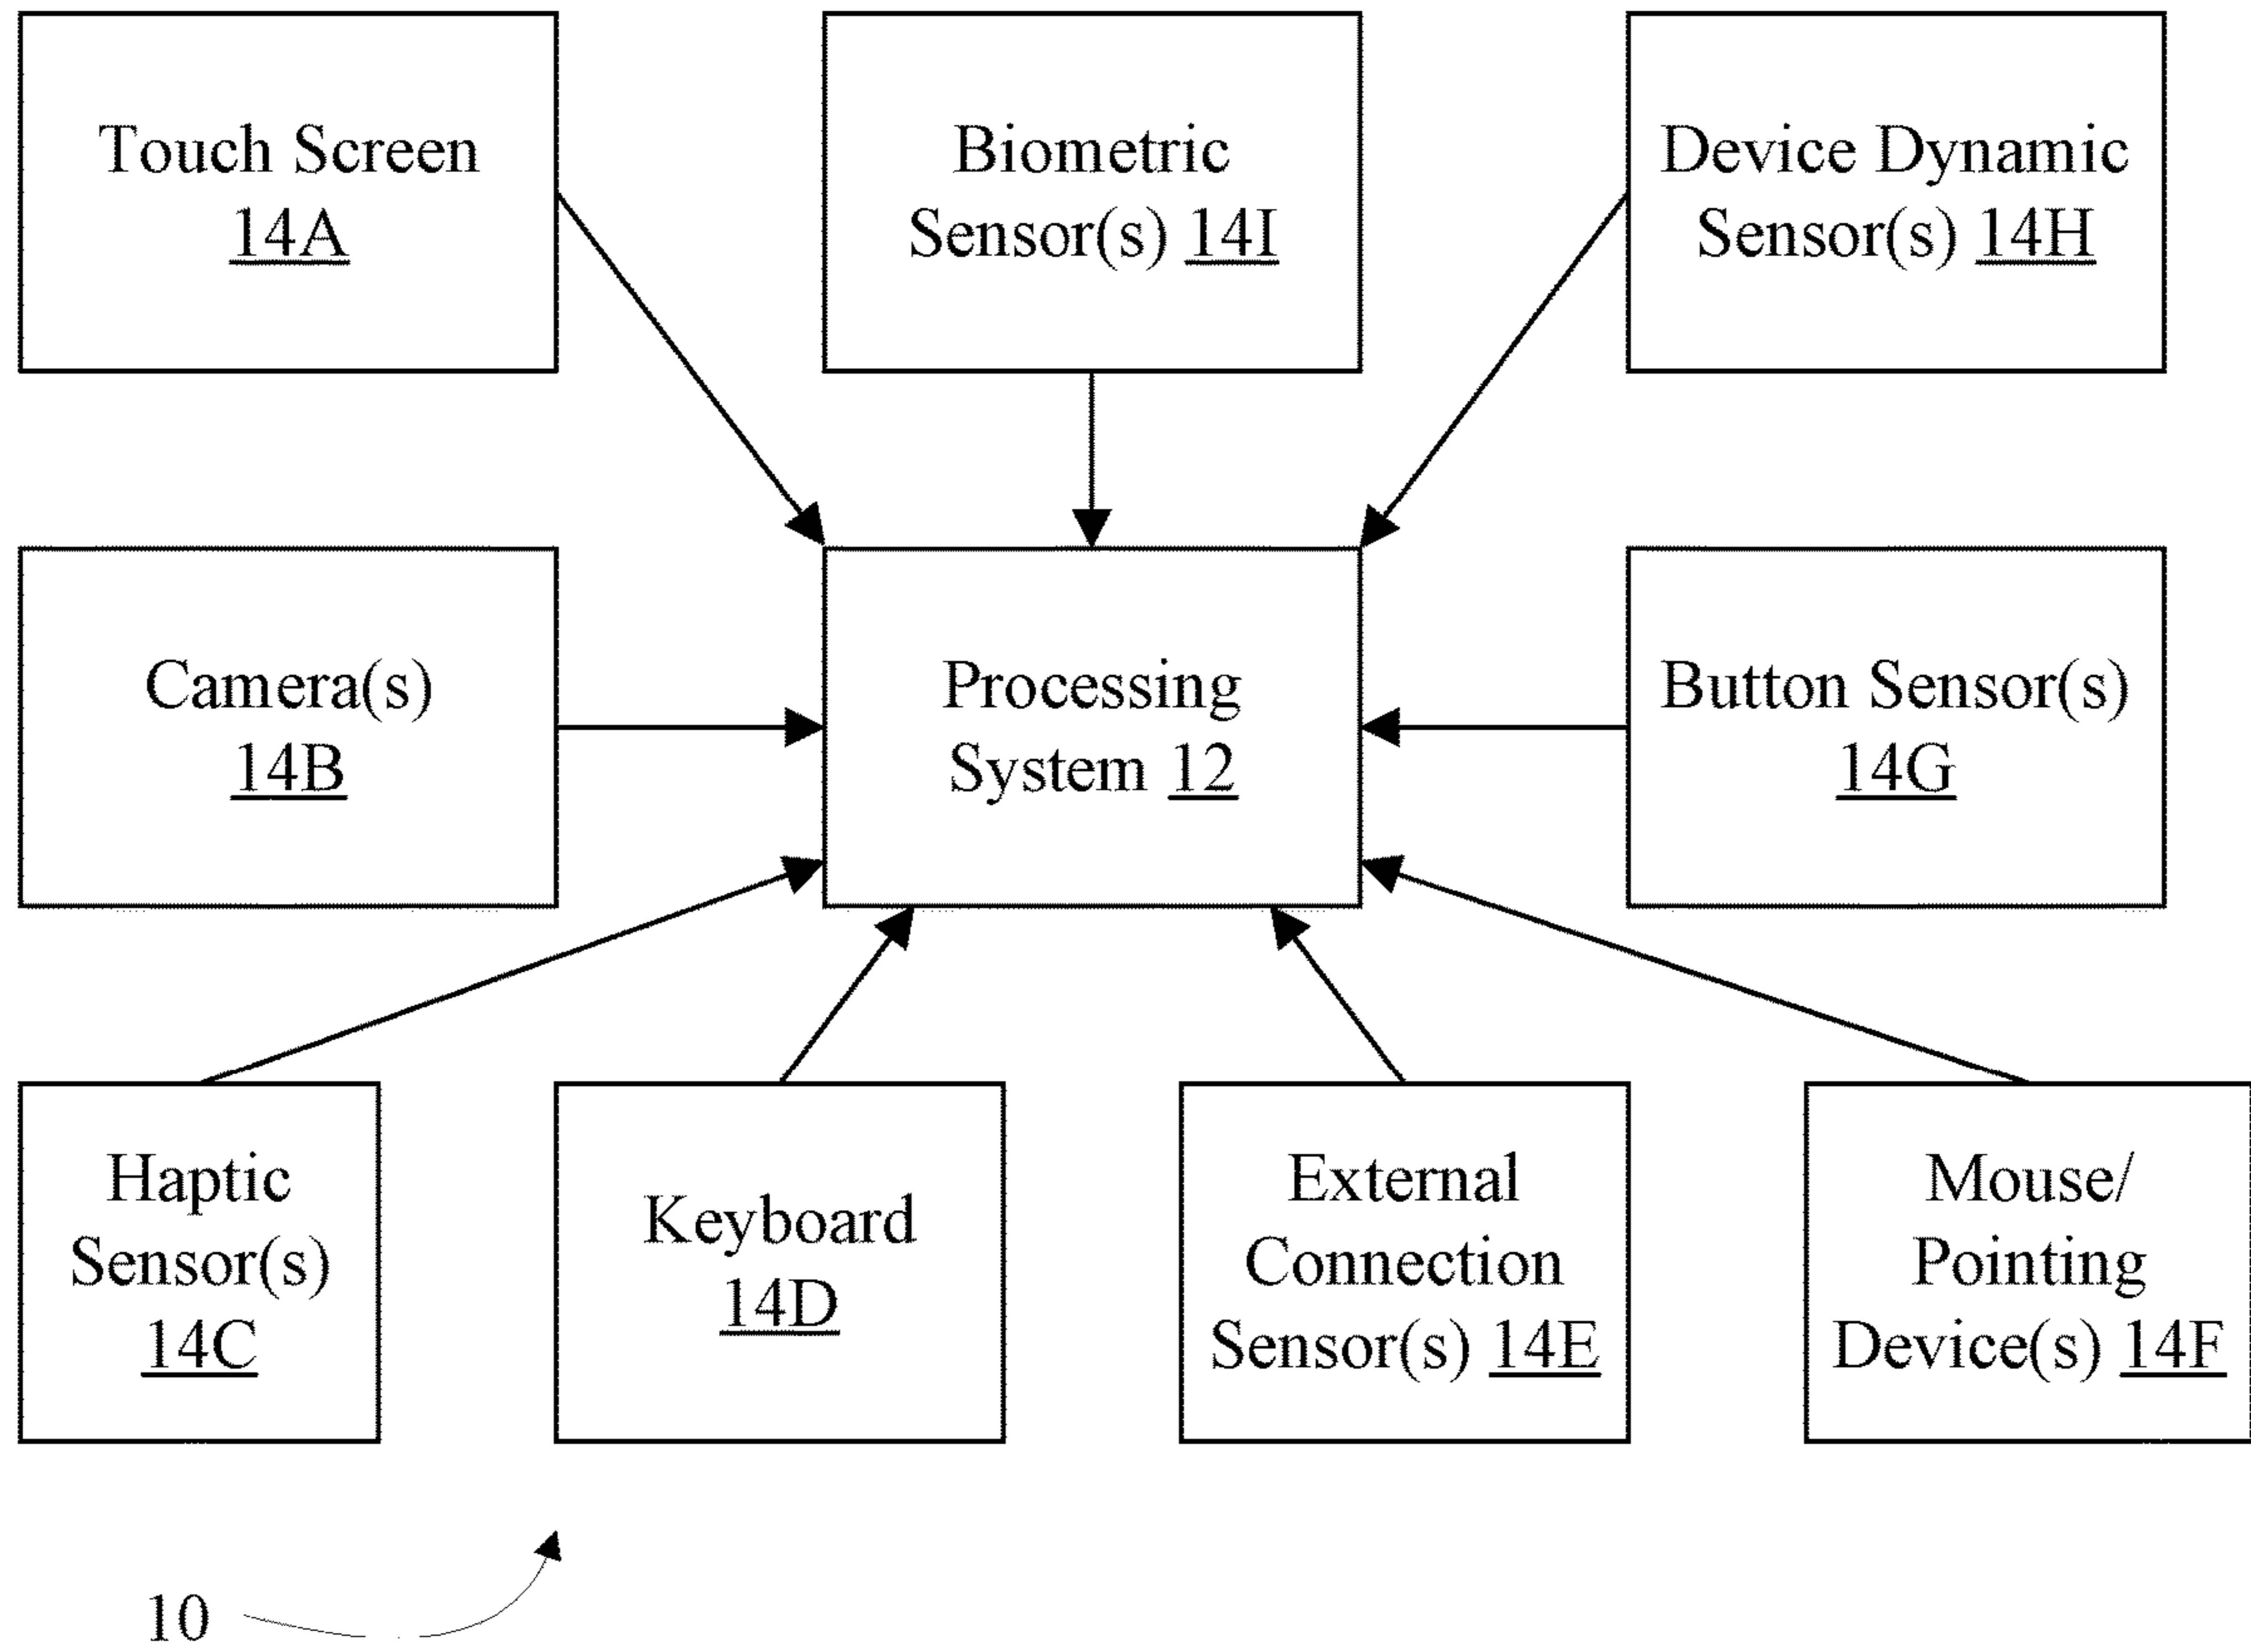 Touch Screen
14A
Biometric
Sensor(s) 14I
Device Dynamic
Sensor(s) 14H
Camera(s)
14B
Processing
System 12
Button Sensor(s)
14G
Haptic
Sensor(s)
14C
Keyboard
14D
External
Connection
Sensor(s) 14E
Mouse/
Pointing
Device(s) 14F
10